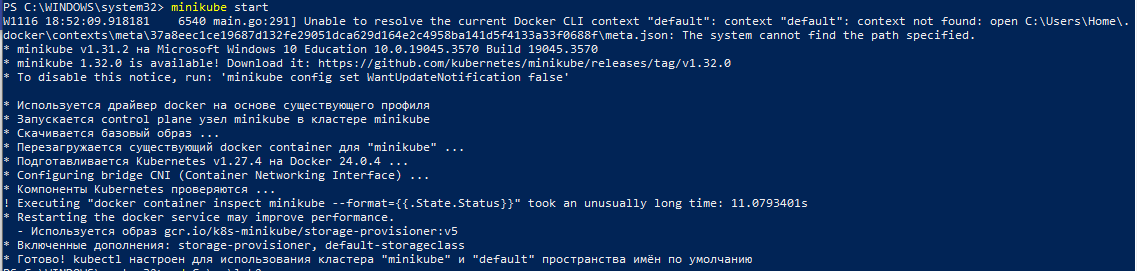 PS C:\WINDOWS\system32> minikube start
W1116 18:52:09.918181    6540 main.go:291] Unable to resolve the current Docker CLI context "default": context "default": context not found: open C:\Users\Home\.
docker\contexts\meta\37a8eec1ce19687d132fe29051dca629d164e2c4958ba141d5f4133a33f0688f\meta.json: The system cannot find the path specified.
* minikube v1.31.2 на Microsoft Windows 10 Education 10.0.19045.3570 Build 19045.3570
* minikube 1.32.0 is available! Download it: https://github.com/kubernetes/minikube/releases/tag/v1.32.0
* To disable this notice, run: 'minikube config set WantUpdateNotification false'
* Используется драйвер docker на основе существующего профиля
* Запускается control plane узел minikube в кластере minikube
* Скачивается базовый образ ...
* Перезагружается существующий docker container для "minikube" ...
* Подготавливается Kubernetes v1.27.4 на Docker 24.0.4 ...
* Configuring bridge CNI (Container Networking Interface) ...
* Компоненты Kubernetes проверяются ...
! Executing "docker container inspect minikube --format={{.State.Status}}" took an unusually long time: 11.0793401s
* Restarting the docker service may improve performance.
  - Используется образ gcr.io/k8s-minikube/storage-provisioner:v5
* Включенные дополнения: storage-provisioner, default-storageclass
* Готово! kubectl настроен для использования кластера "minikube" и "default" пространства имён по умолчанию